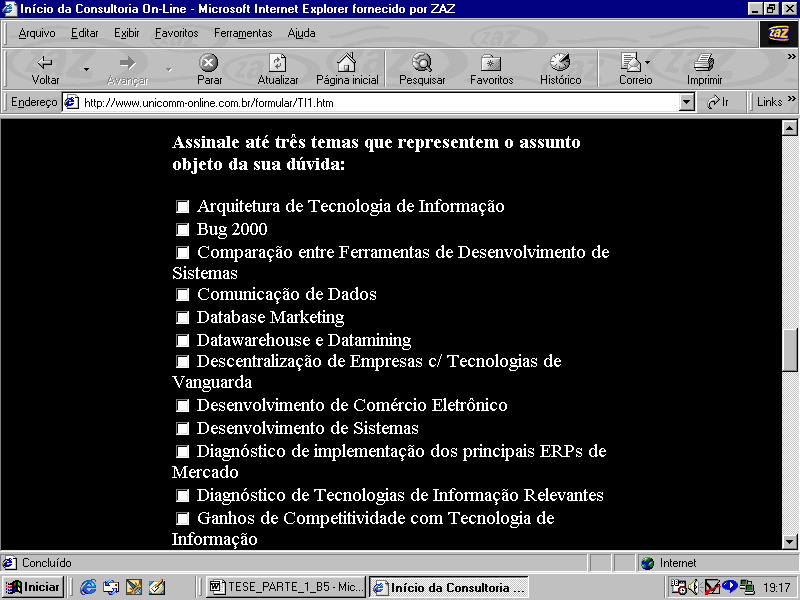 Início da Consultoria On-Line - Microsoft Internet Explorer fornecido por ZAZ
Arquivo Editar Exibir Favoritos Ferramentas Ajuda
zaz
Voltar Avançar Parar Atualizar Página inicial Pesquisar Favoritos Histórico Correio Imprimir
Endereço http://www.unicomm-online.com.br/formular/TI1.htm Ir Links
Assinale até três temas que representem o assunto
objeto da sua dúvida:
Arquitetura de Tecnologia de Informação
Bug 2000
Comparação entre Ferramentas de Desenvolvimento de
Sistemas
Comunicação de Dados
Database Marketing
Datawarehouse e Datamining
Descentralização de Empresas c/ Tecnologias de
Vanguarda
Desenvolvimento de Comércio Eletrônico
Desenvolvimento de Sistemas
Diagnóstico de implementação dos principais ERPs de
Mercado
Diagnóstico de Tecnologias de Informação Relevantes
Ganhos de Competitividade com Tecnologia de
Informação
Concluído Internet
Iniciar TESE_PARTE_1_B5 - Mic... Início da Consultoria ... 19:17